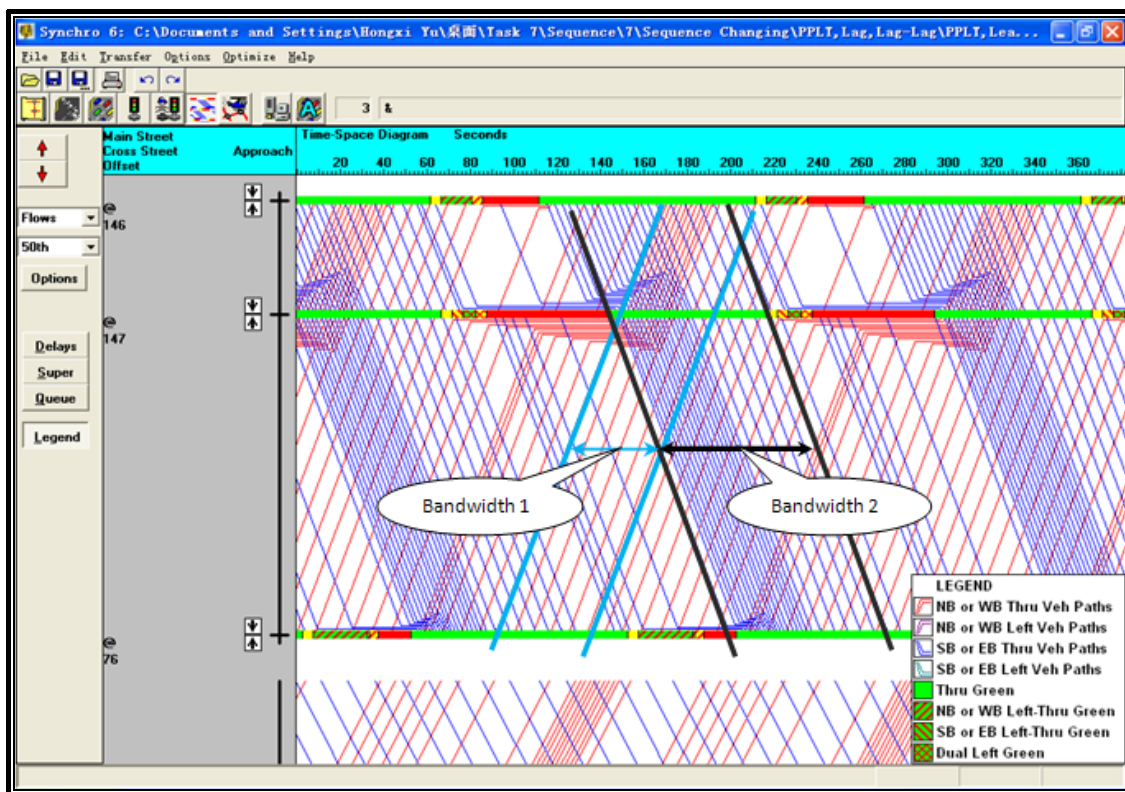 Synchro 6: C:\Documents and Settings\Hongxi Yu\桌面\Task 7\Sequence\7\Sequence Changing\PPLT,Lag,Lag-Lag\PPLT,Lea...
File Edit Transfer Options Optimize Help
3 &
Main Street
Cross Street
Offset
Approach
Time-Space Diagram Seconds
20 40 60 80 100 120 140 160 180 200 220 240 260 280 300 320 340 360
Flows
50th
Options
Delays
Super
Queue
Legend
@
146
@
147
@
76
Bandwidth 1
Bandwidth 2
LEGEND
NB or WB Thru Veh Paths
NB or WB Left Veh Paths
SB or EB Thru Veh Paths
SB or EB Left Veh Paths
Thru Green
NB or WB Left-Thru Green
SB or EB Left-Thru Green
Dual Left Green